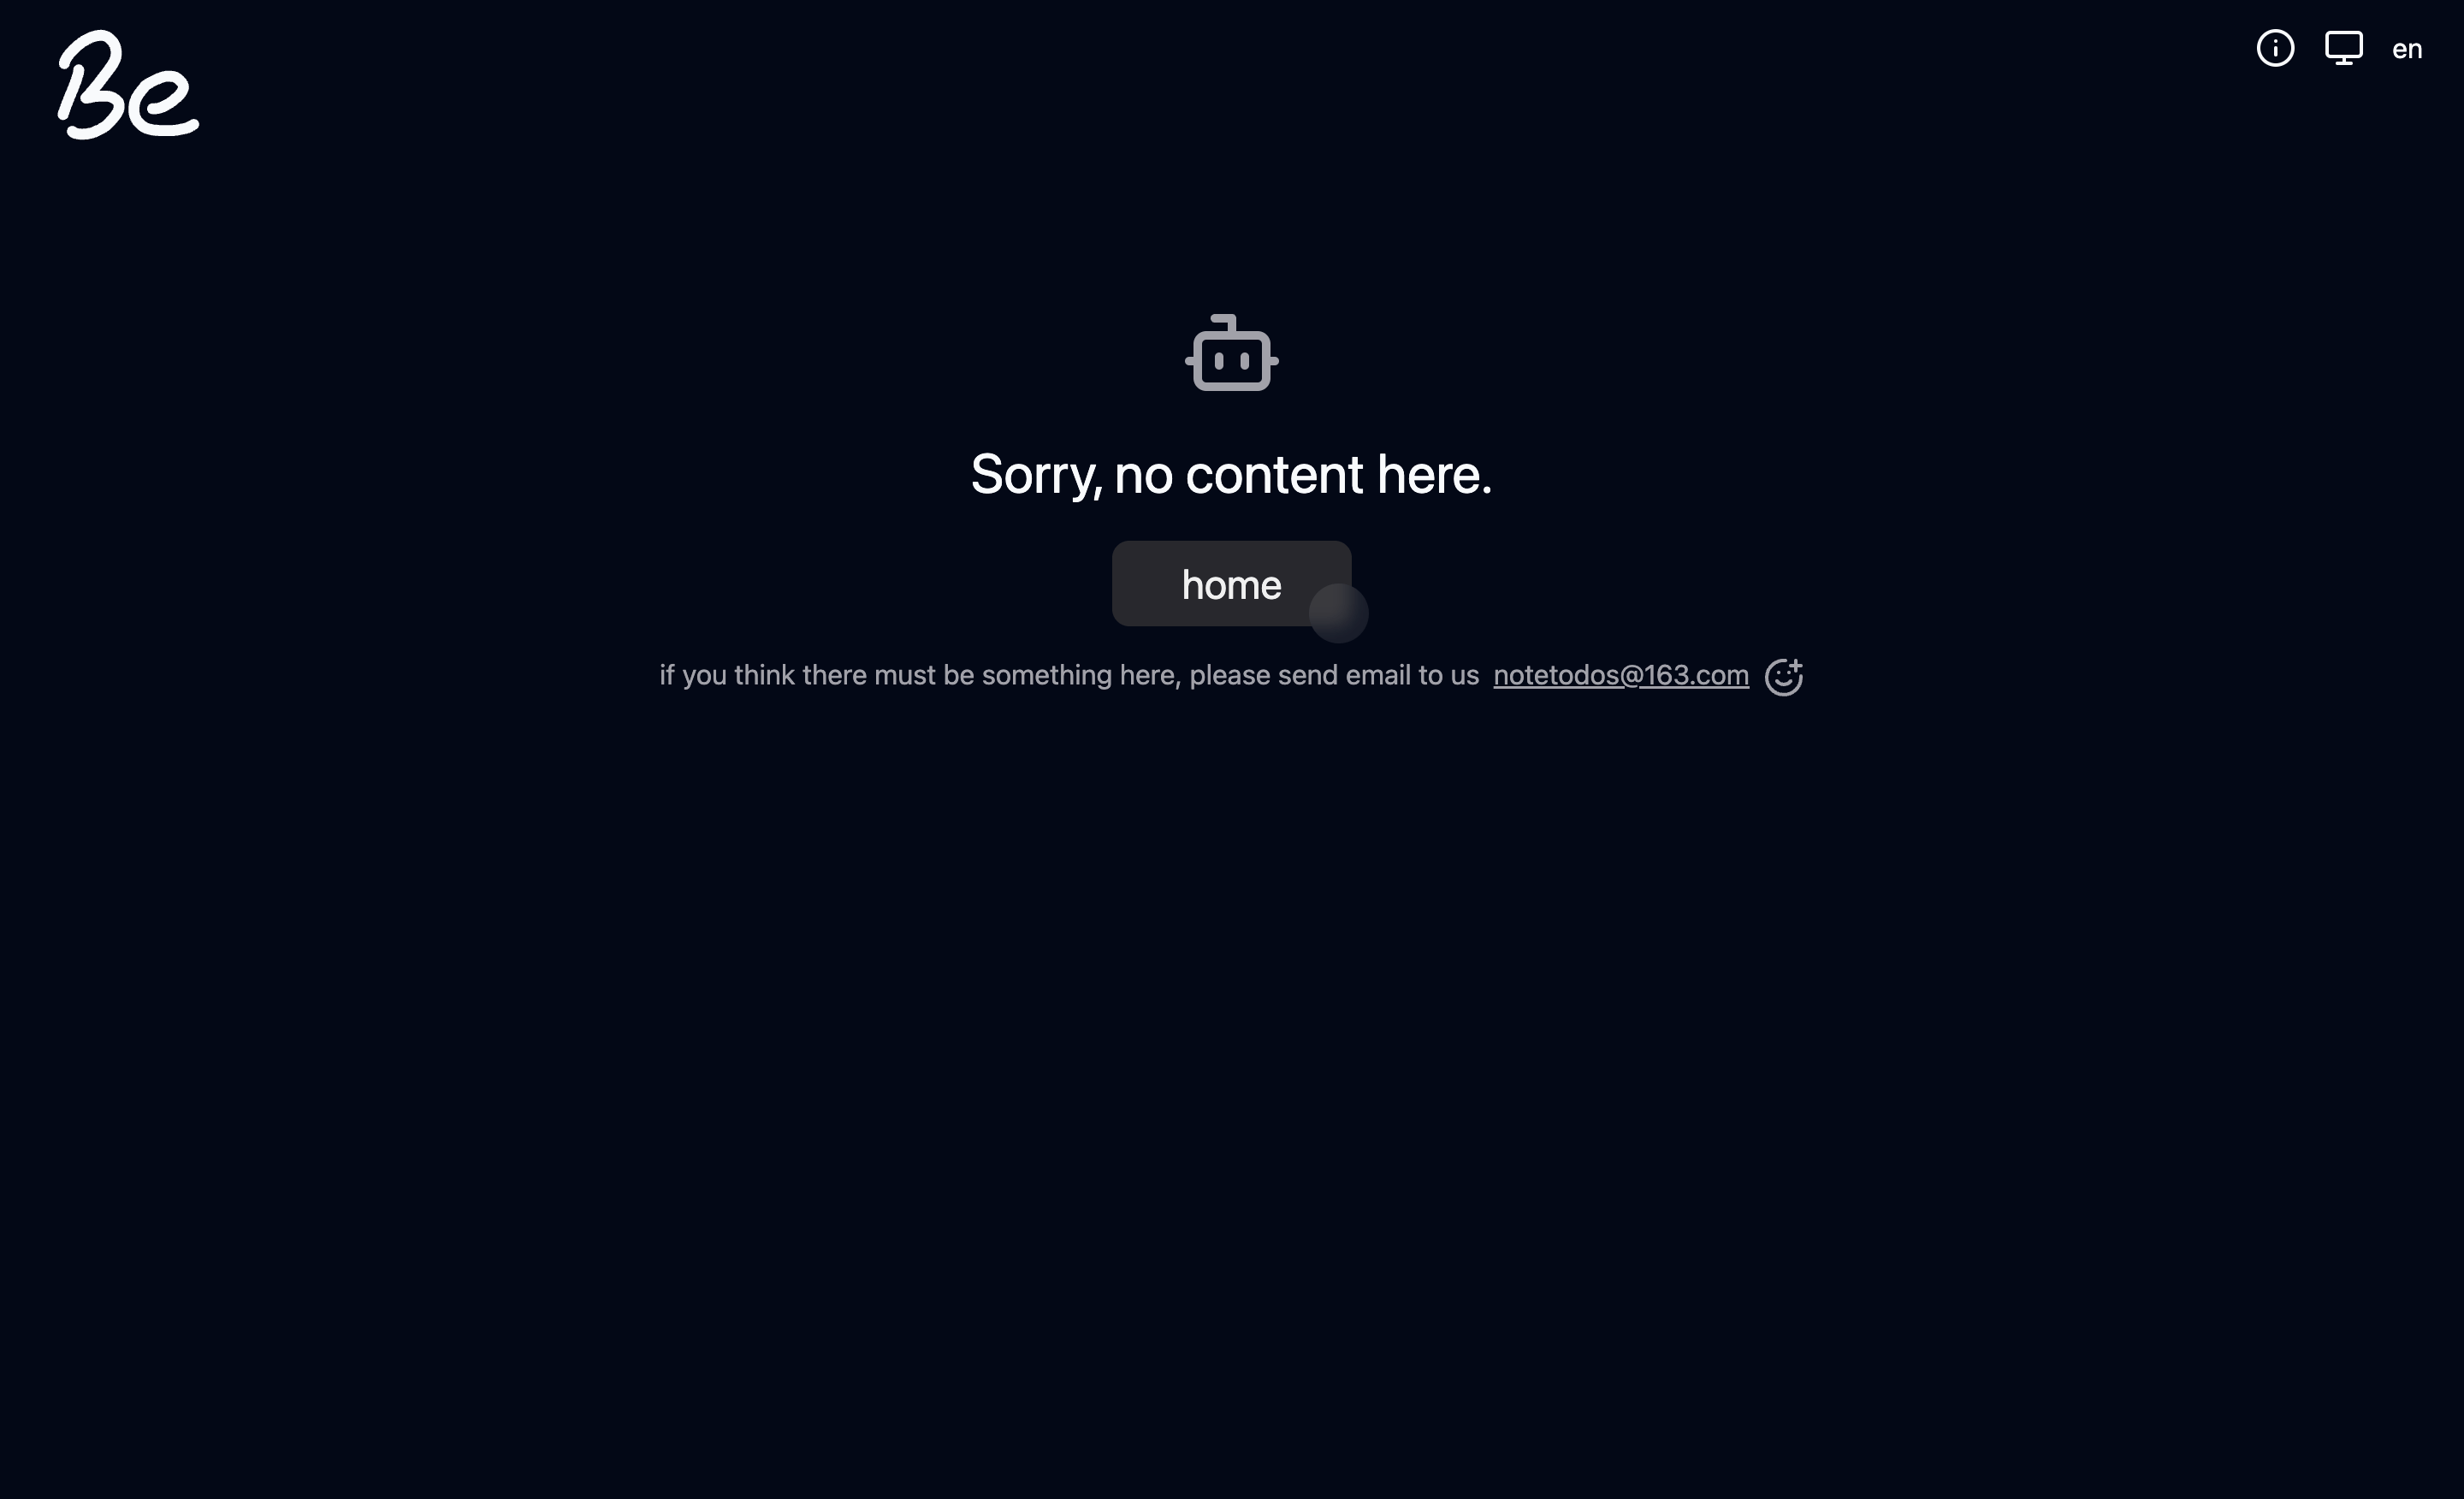 Be
en
Sorry, no content here.
home
if you think there must be something here, please send email to us notetodos@163.com